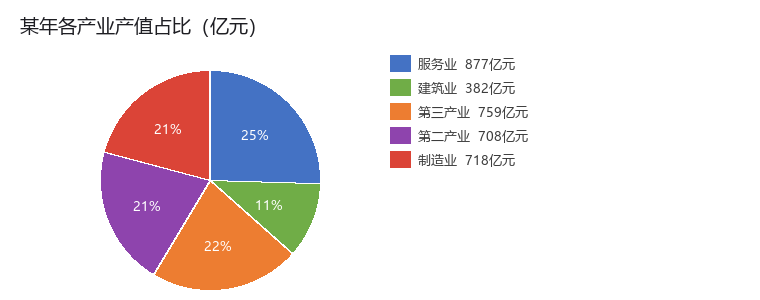 某年各产业产值占比（亿元）
服务业 877亿元
建筑业 382亿元
第三产业 759亿元
第二产业 708亿元
制造业 718亿元
25%
11%
22%
21%
21%